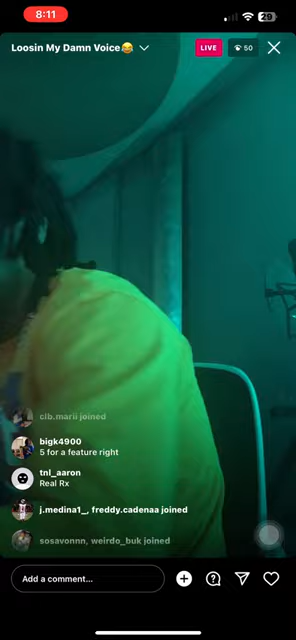 8:11
29
Loosin My Damn Voice😂
LIVE
50
clb.marii joined
bigk4900
5 for a feature right
tnl_aaron
Real Rx
j.medina1_, freddy.cadenaa joined
sosavonnn, weirdo_buk joined
Add a comment...